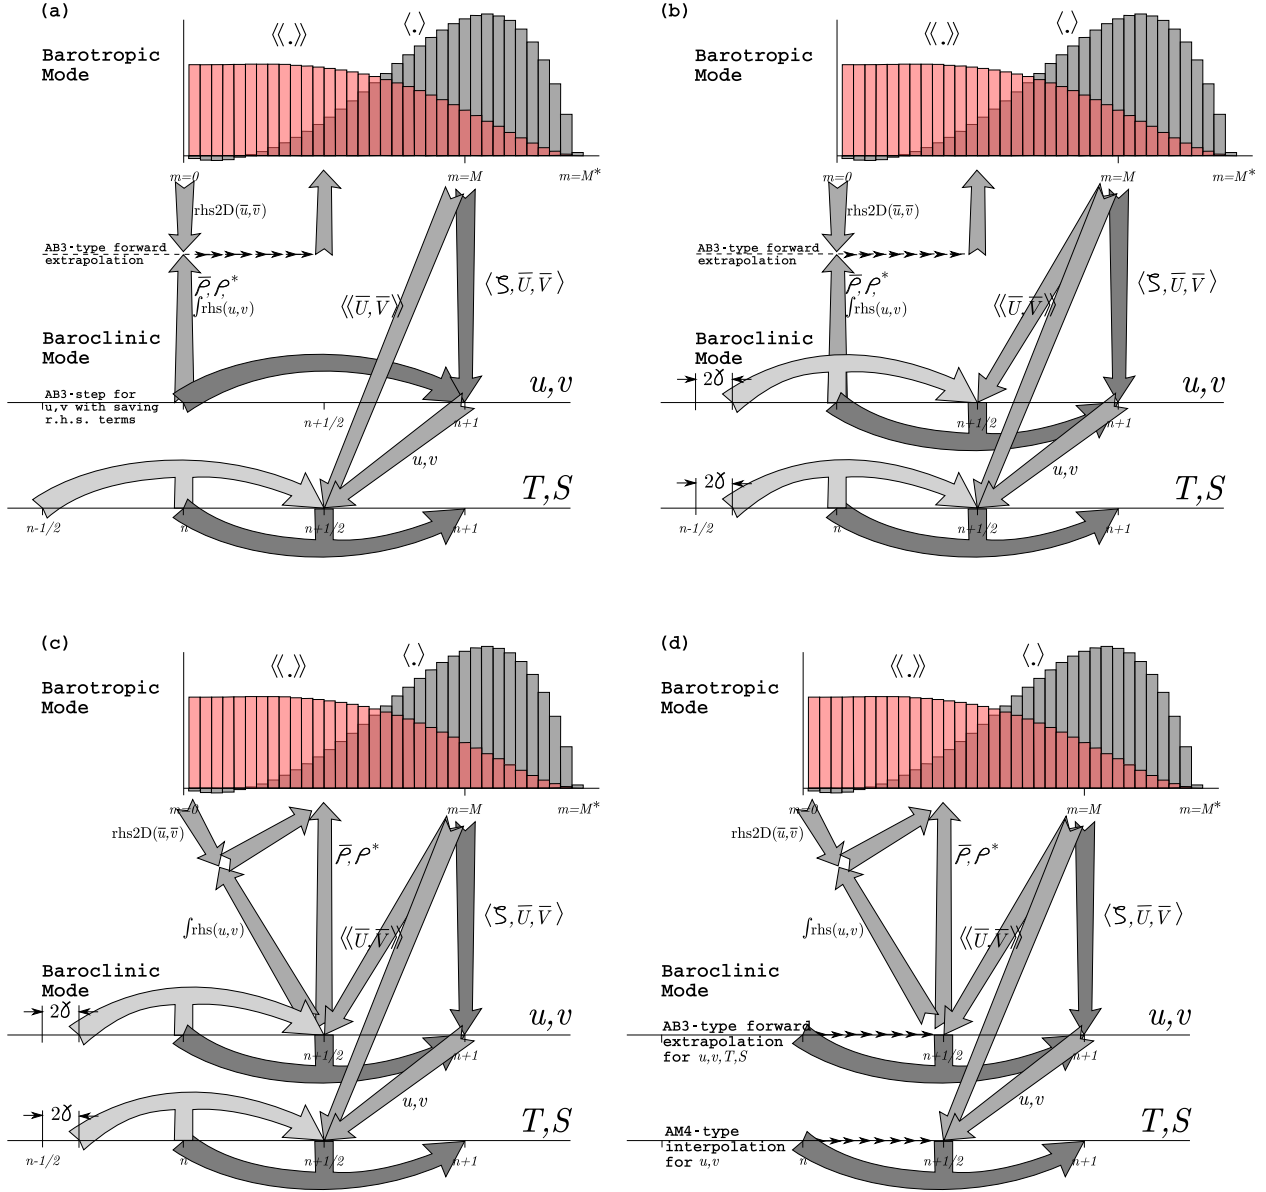 (a)
⟨⟨.⟩⟩
⟨.⟩
Barotropic
Mode
m=0
m=M
m=M*
rhs2D(u̅,v̅)
AB3-type forward
extrapolation
ρ̅,ρ*
∫rhs(u,v)
⟨⟨U̅,V̅⟩⟩
⟨ζ,U̅,V̅⟩
Baroclinic
Mode
u,v
AB3-step for
u,v with saving
r.h.s. terms
n+1/2
n+1
u,v
T,S
n-1/2
n
n+1/2
n+1
(b)
⟨⟨.⟩⟩
⟨.⟩
Barotropic
Mode
m=0
m=M
m=M*
rhs2D(u̅,v̅)
AB3-type forward
extrapolation
ρ̅,ρ*
∫rhs(u,v)
⟨⟨U̅,V̅⟩⟩
⟨ζ,U̅,V̅⟩
Baroclinic
Mode
2γ
u,v
n+1/2
n+1
u,v
2γ
T,S
n-1/2
n
n+1/2
n+1
(c)
⟨⟨.⟩⟩
⟨.⟩
Barotropic
Mode
m=0
m=M
m=M*
rhs2D(u̅,v̅)
ρ̅,ρ*
∫rhs(u,v)
⟨⟨U̅,V̅⟩⟩
⟨ζ,U̅,V̅⟩
Baroclinic
Mode
2γ
u,v
n+1/2
n+1
u,v
2γ
T,S
n-1/2
n
n+1/2
n+1
(d)
⟨⟨.⟩⟩
⟨.⟩
Barotropic
Mode
m=0
m=M
m=M*
rhs2D(u̅,v̅)
ρ̅,ρ*
∫rhs(u,v)
⟨⟨U̅,V̅⟩⟩
⟨ζ,U̅,V̅⟩
Baroclinic
Mode
u,v
AB3-type forward
extrapolation
for u,v,T,S
n+1/2
n+1
u,v
T,S
AM4-type
interpolation
for u,v
n
n+1/2
n+1